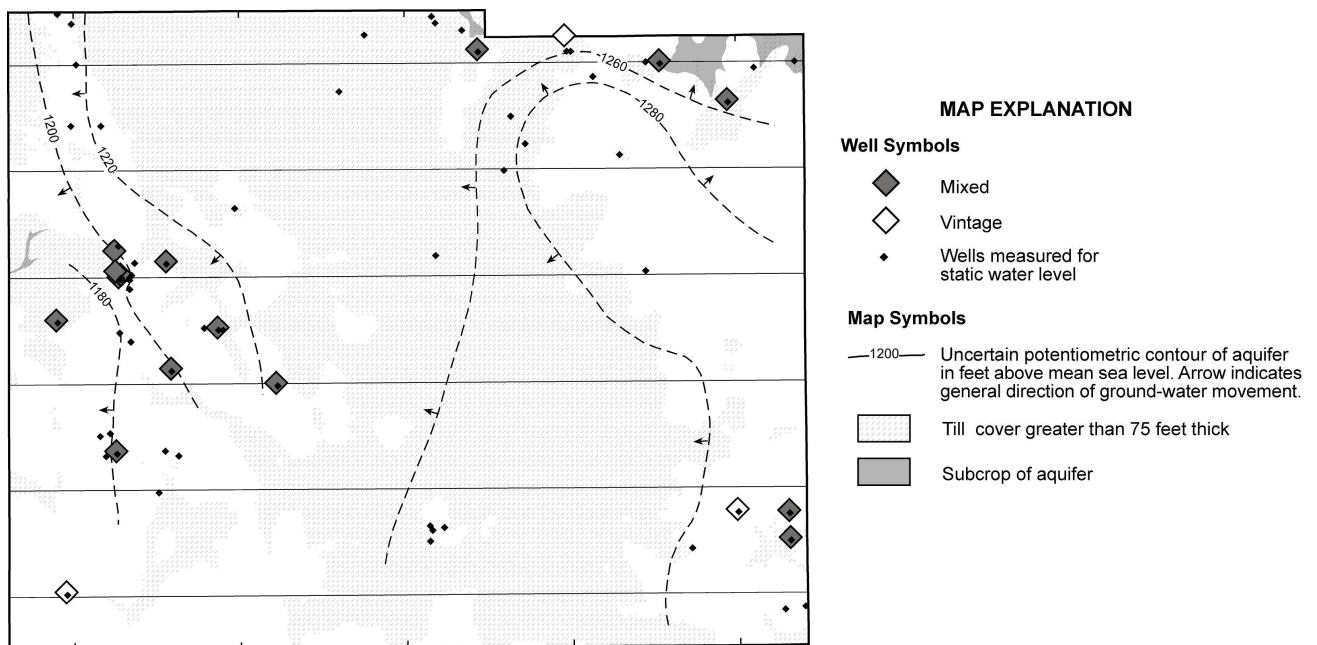 1260
1280
1200
1220
1180
MAP EXPLANATION
Well Symbols
Mixed
Vintage
Wells measured for
static water level
Map Symbols
1200
Uncertain potentiometric contour of aquifer
in feet above mean sea level. Arrow indicates
general direction of ground-water movement.
Till cover greater than 75 feet thick
Subcrop of aquifer